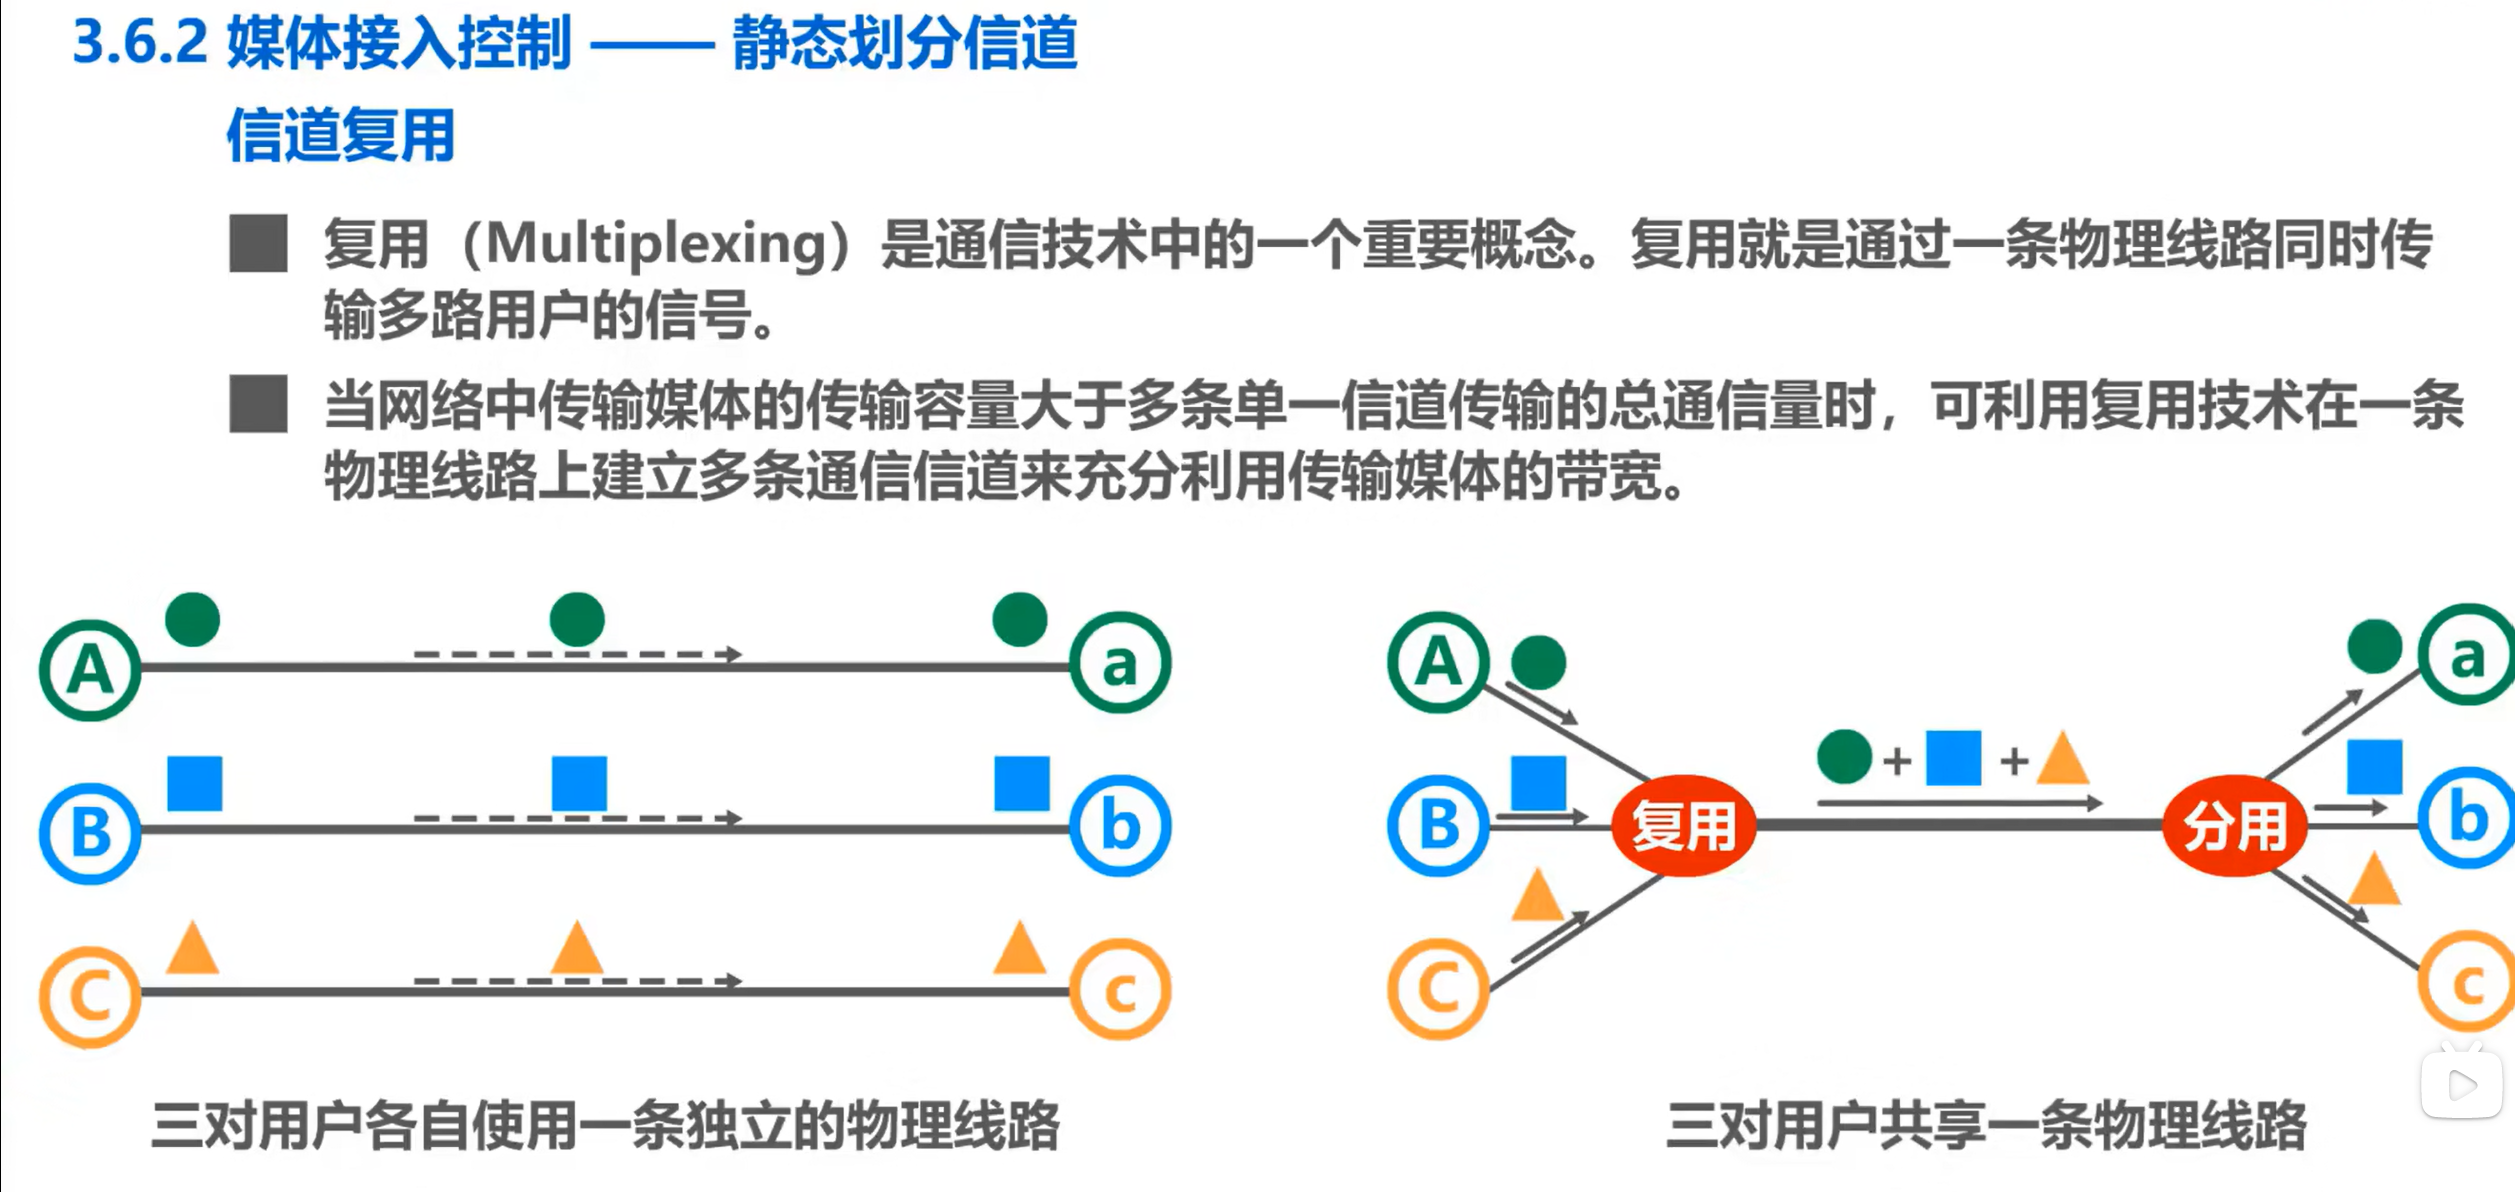 3.6.2 媒体接入控制 —— 静态划分信道
信道复用
复用（Multiplexing）是通信技术中的一个重要概念。复用就是通过一条物理线路同时传
输多路用户的信号。
当网络中传输媒体的传输容量大于多条单一信道传输的总通信量时，可利用复用技术在一条
物理线路上建立多条通信信道来充分利用传输媒体的带宽。
A a
B b
C c
三对用户各自使用一条独立的物理线路
A a
+ +
B 复用 分用 b
C c
三对用户共享一条物理线路